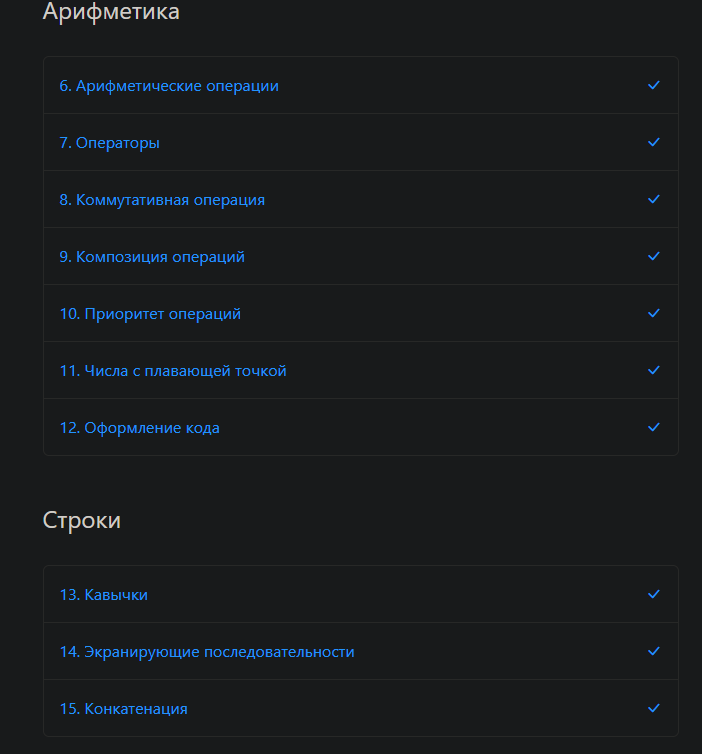 Арифметика
6. Арифметические операции
7. Операторы
8. Коммутативная операция
9. Композиция операций
10. Приоритет операций
11. Числа с плавающей точкой
12. Оформление кода
Строки
13. Кавычки
14. Экранирующие последовательности
15. Конкатенация